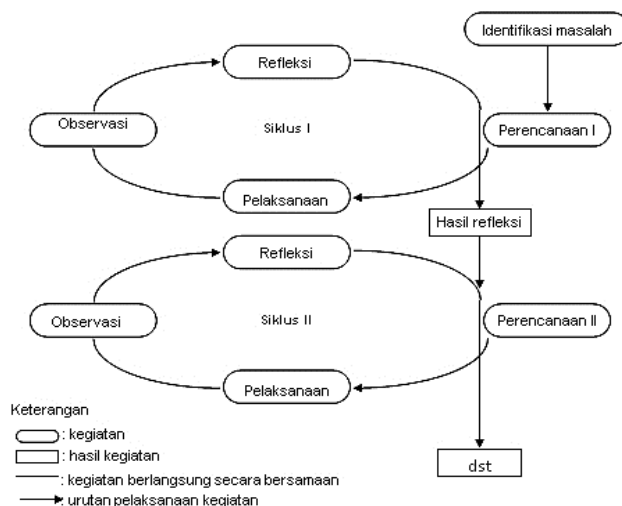 Identifikasi masalah
Refleksi
Observasi
Siklus I
Perencanaan I
Pelaksanaan
Hasil refleksi
Refleksi
Observasi
Siklus II
Perencanaan II
Pelaksanaan
dst
Keterangan
: kegiatan
: hasil kegiatan
: kegiatan berlangsung secara bersamaan
: urutan pelaksanaan kegiatan